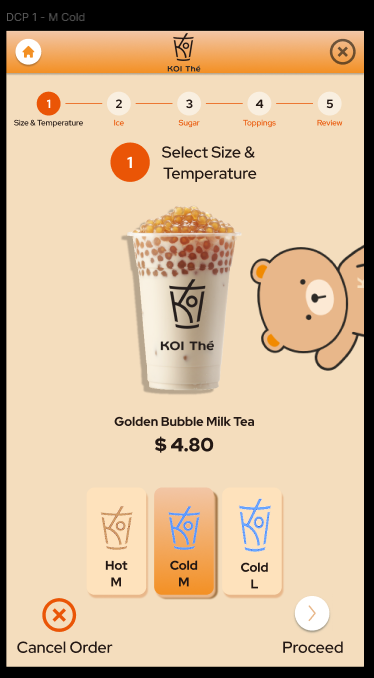 DCP 1 - M Cold
KOI Thé
1 2 3 4 5
Size & Temperature Ice Sugar Toppings Review
1 Select Size &
Temperature
KOI Thé
Golden Bubble Milk Tea
$ 4.80
Hot Cold Cold
M M L
Cancel Order Proceed